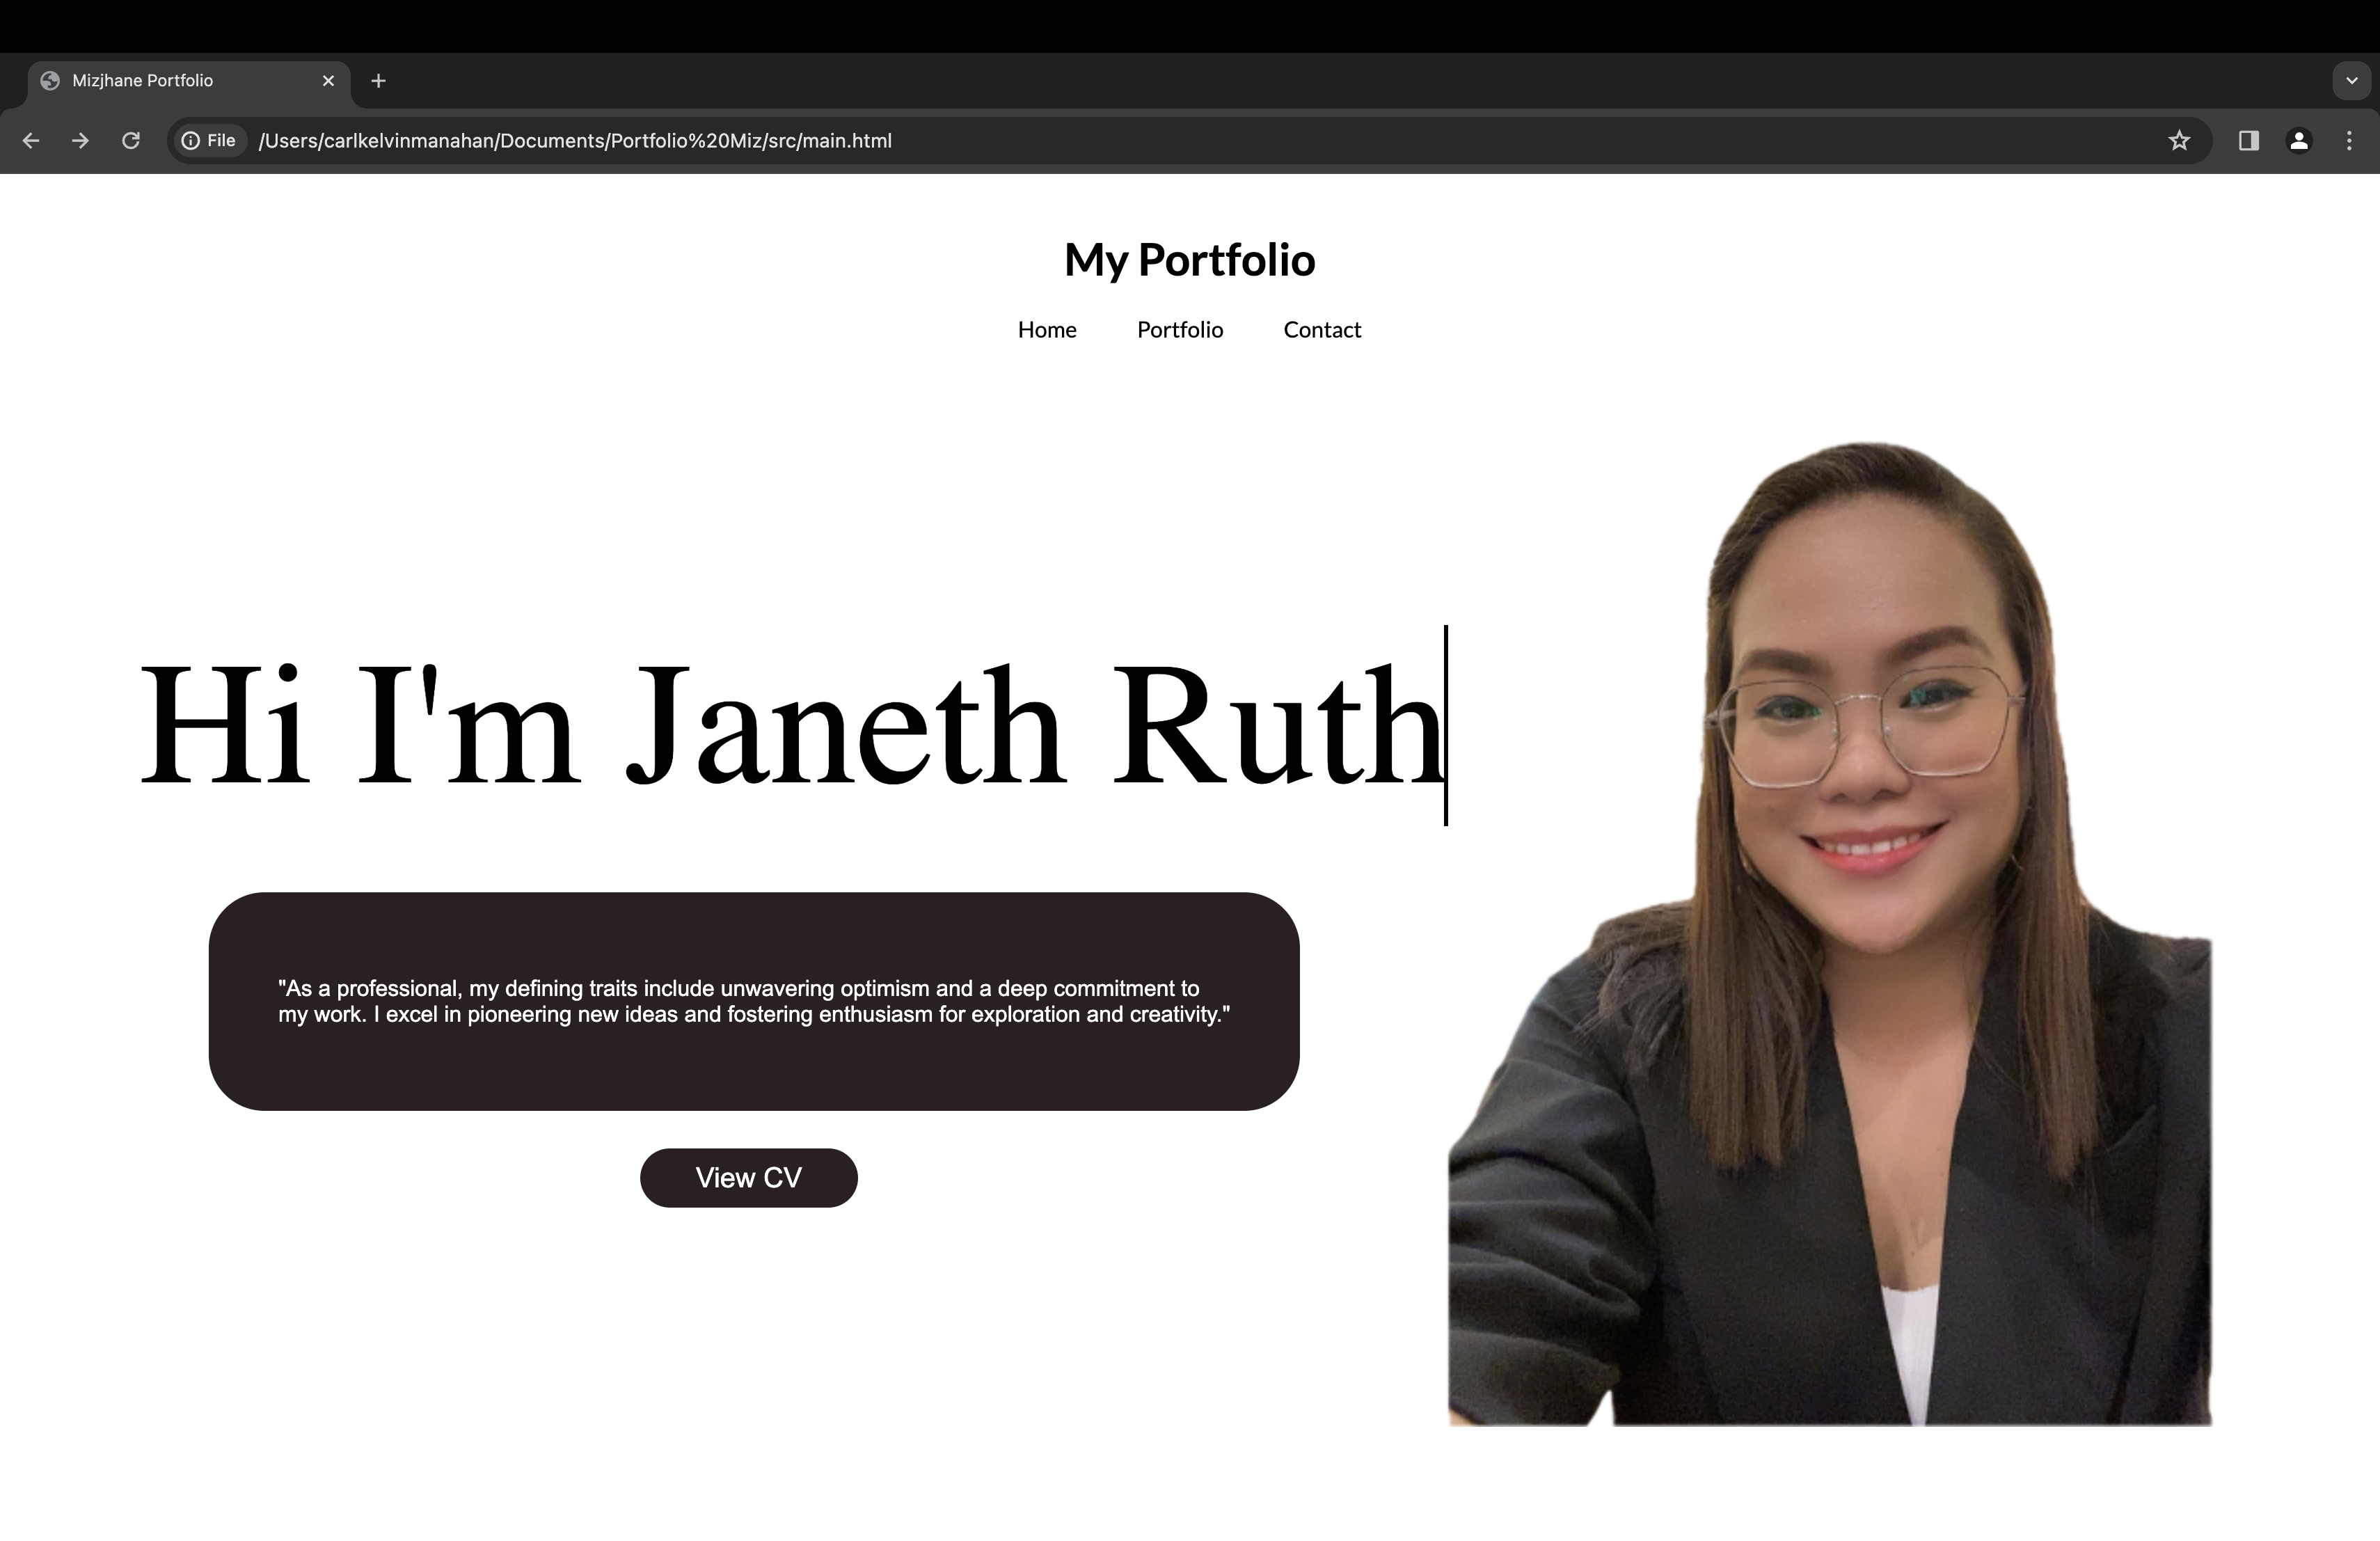 Mizjhane Portfolio
File /Users/carlkelvinmanahan/Documents/Portfolio%20Miz/src/main.html
My Portfolio
Home Portfolio Contact
Hi I'm Janeth Ruth
"As a professional, my defining traits include unwavering optimism and a deep commitment to
my work. I excel in pioneering new ideas and fostering enthusiasm for exploration and creativity."
View CV